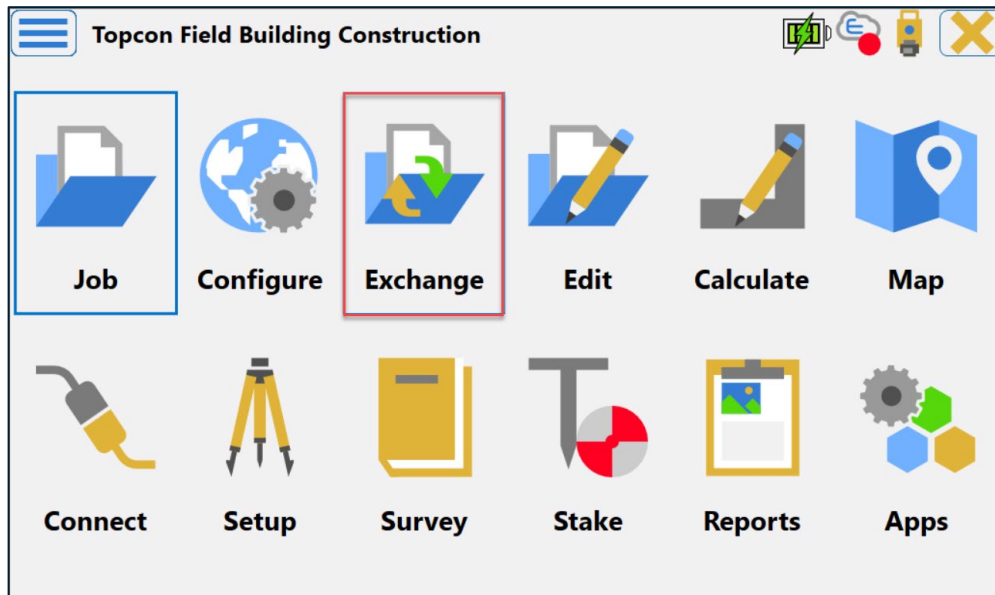 Topcon Field Building Construction
Job Configure Exchange Edit Calculate Map
Connect Setup Survey Stake Reports Apps